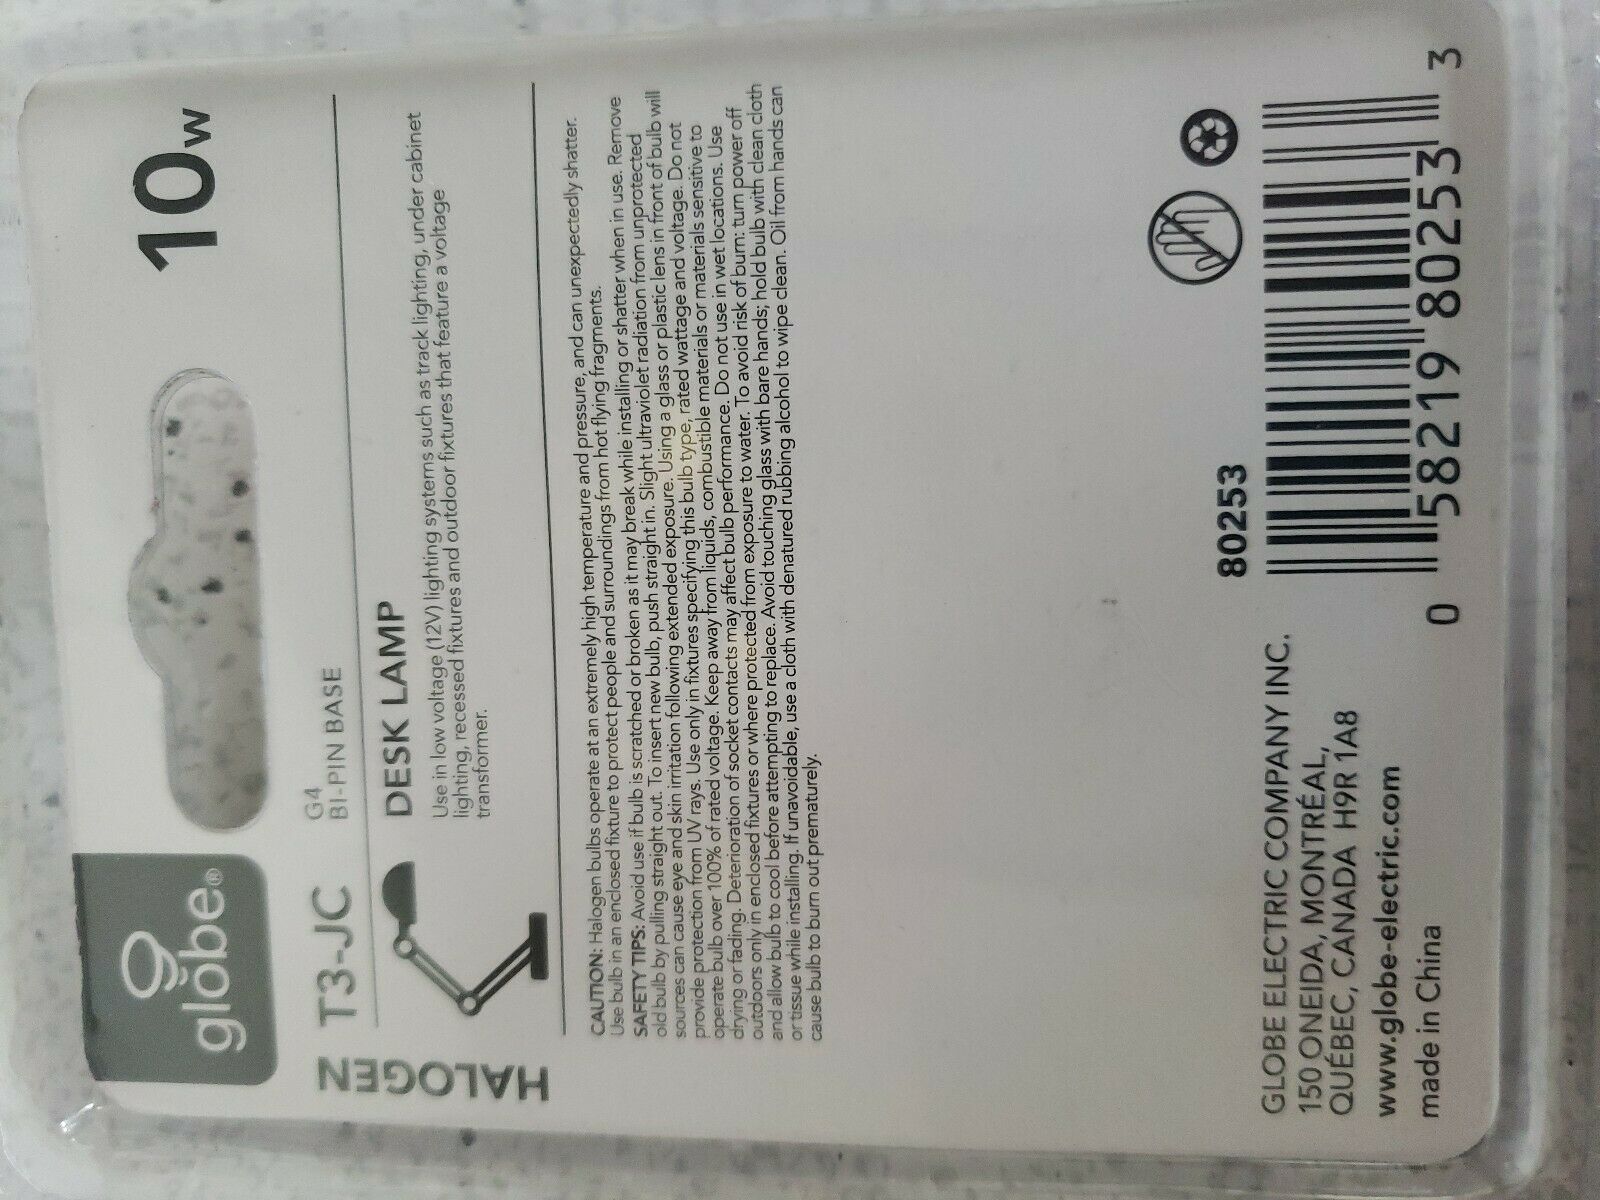 globe®
10w
HALOGEN
T3-JC
G4
BI-PIN BASE
DESK LAMP
Use in low voltage (12V) lighting systems such as track lighting, under cabinet
lighting, recessed fixtures and outdoor fixtures that feature a voltage
transformer.
CAUTION: Halogen bulbs operate at an extremely high temperature and pressure, and can unexpectedly shatter.
Use bulb in an enclosed fixture to protect people and surroundings from hot flying fragments.
SAFETY TIPS: Avoid use if bulb is scratched or broken as it may break while installing or shatter when in use. Remove
old bulb by pulling straight out. To insert new bulb, push straight in. Slight ultraviolet radiation from unprotected
sources can cause eye and skin irritation following extended exposure. Using a glass or plastic lens in front of bulb will
provide protection from UV rays. Use only in fixtures specifying this bulb type, rated wattage and voltage. Do not
operate bulb over 100% of rated voltage. Keep away from liquids, combustible materials or materials sensitive to
drying or fading. Deterioration of socket contacts may affect bulb performance. Do not use in wet locations. Use
outdoors only in enclosed fixtures or where protected from exposure to water. To avoid risk of burn: turn power off
and allow bulb to cool before attempting to replace. Avoid touching glass with bare hands; hold bulb with clean cloth
or tissue while installing. If unavoidable, use a cloth with denatured rubbing alcohol to wipe clean. Oil from hands can
cause bulb to burn out prematurely.
GLOBE ELECTRIC COMPANY INC.
150 ONEIDA, MONTRÉAL,
QUÉBEC, CANADA H9R 1A8
www.globe-electric.com
made in China
80253
0 58219 80253 3